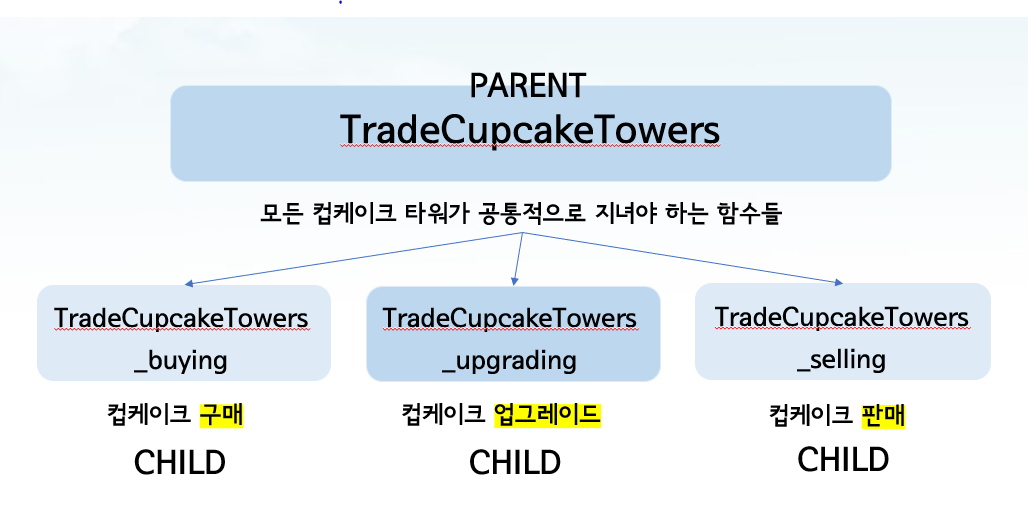 PARENT
TradeCupcakeTowers
모든 컵케이크 타워가 공통적으로 지녀야 하는 함수들
TradeCupcakeTowers
_buying
컵케이크 구매
CHILD
TradeCupcakeTowers
_upgrading
컵케이크 업그레이드
CHILD
TradeCupcakeTowers
_selling
컵케이크 판매
CHILD